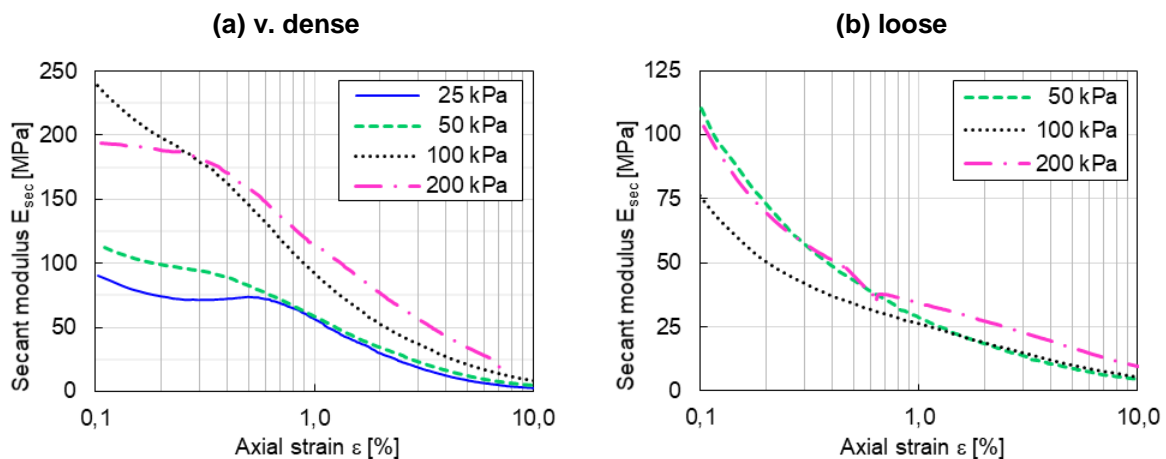 (a) v. dense
250
200
150
100
50
0
Secant modulus E_sec [MPa]
0,1
1,0
10,0
Axial strain ε [%]
25 kPa
50 kPa
100 kPa
200 kPa
(b) loose
125
100
75
50
25
0
Secant modulus E_sec [MPa]
0,1
1,0
10,0
Axial strain ε [%]
50 kPa
100 kPa
200 kPa